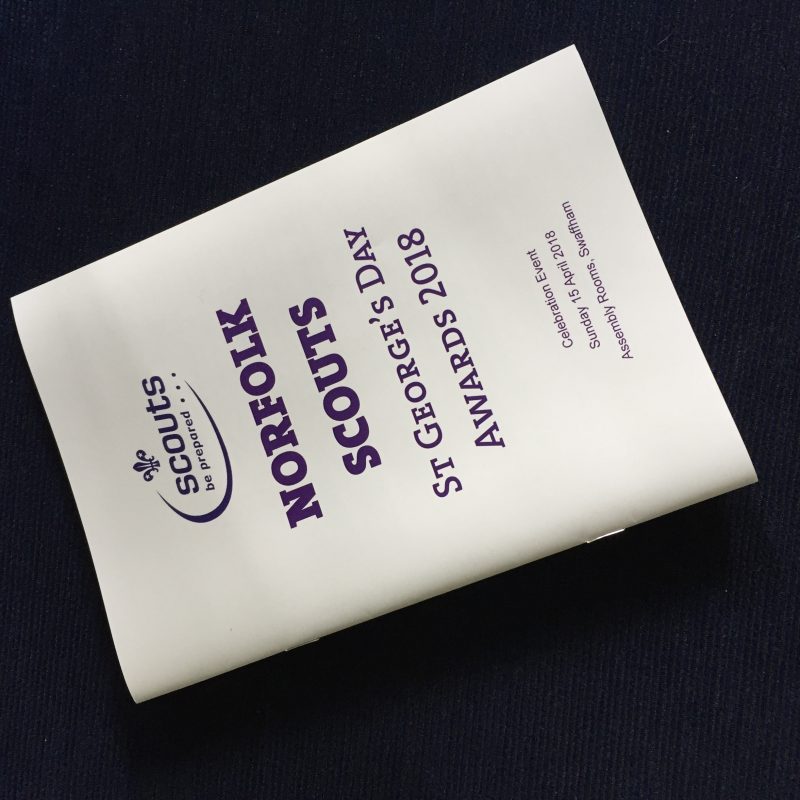 scouts
be prepared . . .
NORFOLK
SCOUTS
ST GEORGE'S DAY
AWARDS 2018
Celebration Event
Sunday 15 April 2018
Assembly Rooms, Swaffham